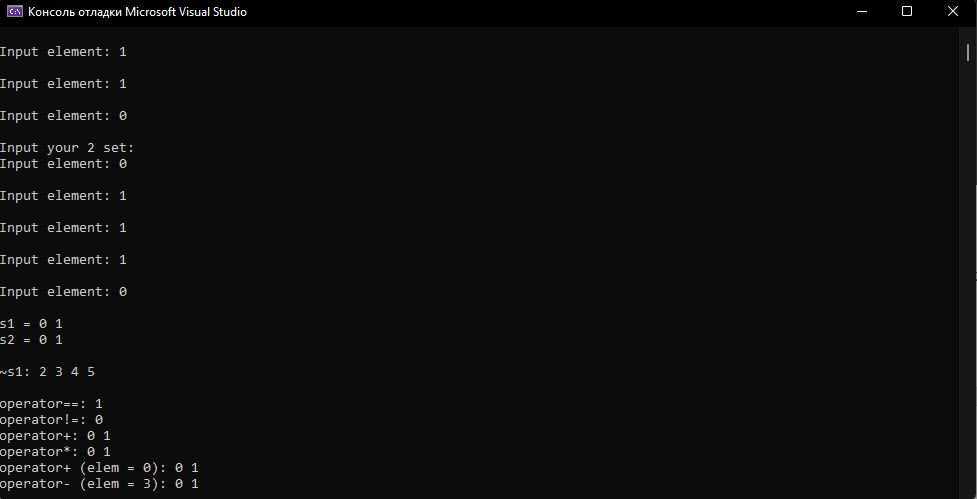 Консоль отладки Microsoft Visual Studio
Input element: 1
Input element: 1
Input element: 0
Input your 2 set:
Input element: 0
Input element: 1
Input element: 1
Input element: 1
Input element: 0
s1 = 0 1
s2 = 0 1
~s1: 2 3 4 5
operator==: 1
operator!=: 0
operator+: 0 1
operator*: 0 1
operator+ (elem = 0): 0 1
operator- (elem = 3): 0 1